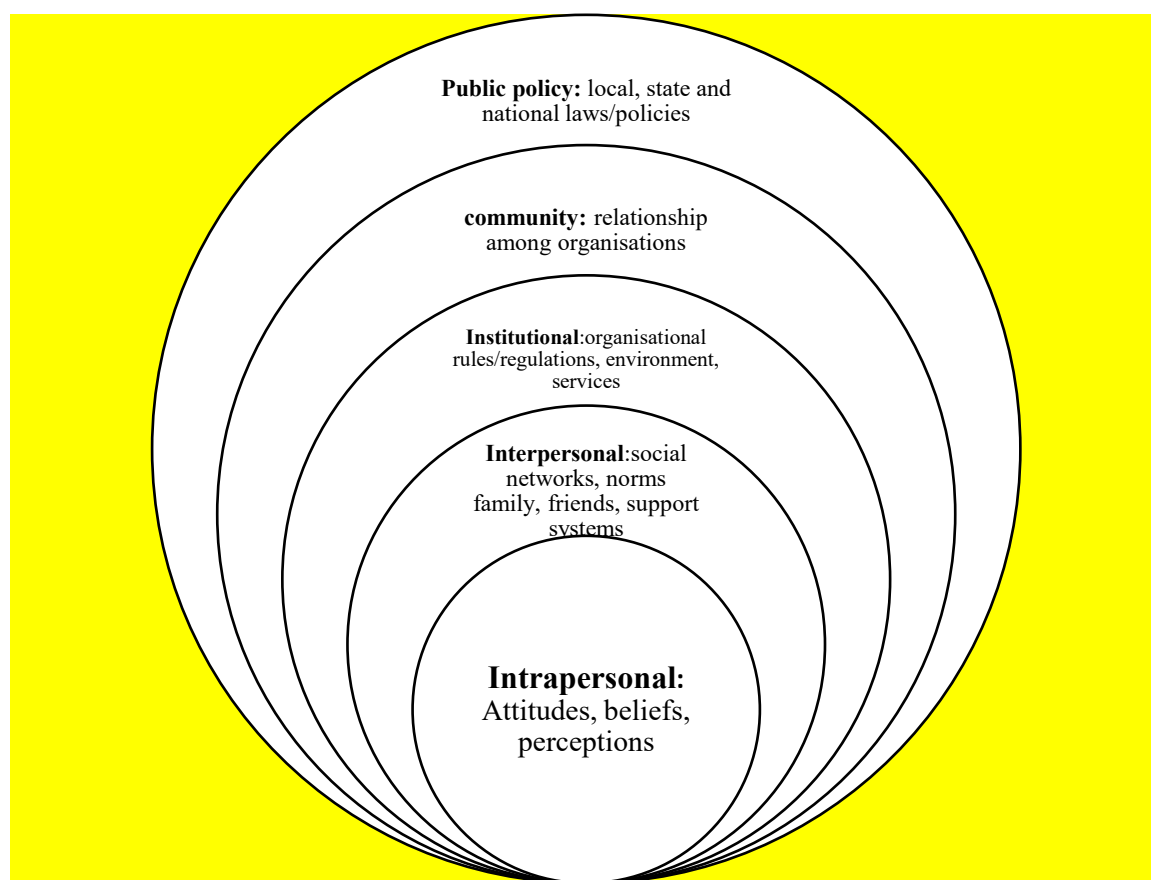 Public policy: local, state and
national laws/policies
community: relationship
among organisations
Institutional:organisational
rules/regulations, environment,
services
Interpersonal:social
networks, norms
family, friends, support
systems
Intrapersonal:
Attitudes, beliefs,
perceptions